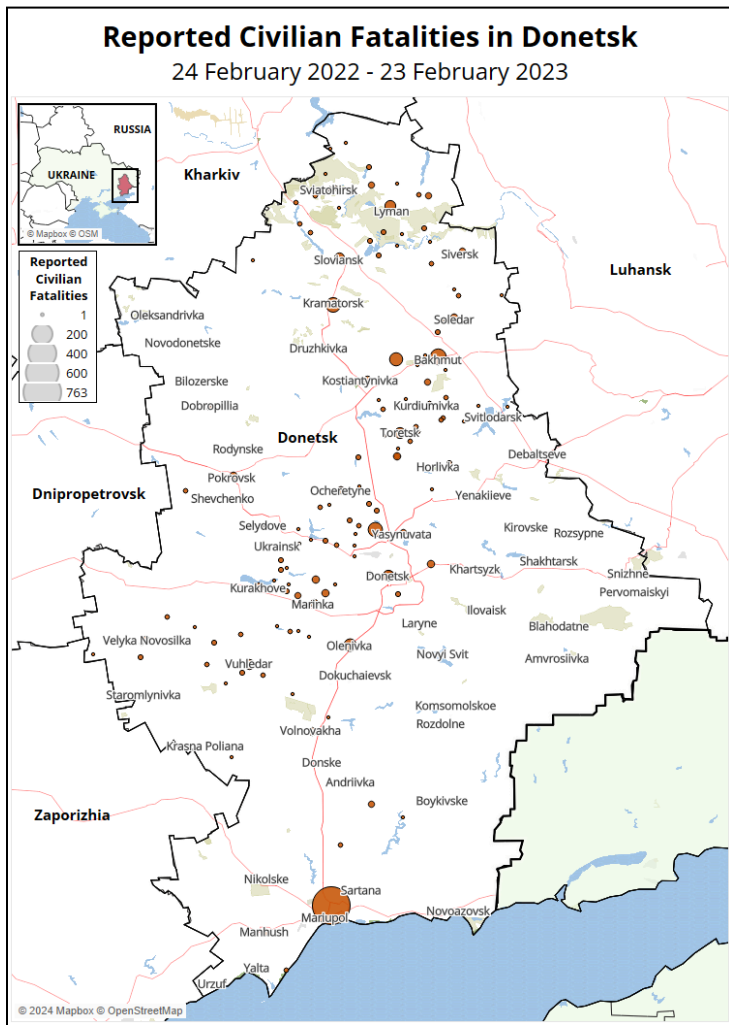 Reported Civilian Fatalities in Donetsk
24 February 2022 - 23 February 2023
RUSSIA
UKRAINE
© Mapbox © OSM
Reported
Civilian
Fatalities
1
200
400
600
763
Kharkiv
Sviatohirsk
Lyman
Luhansk
Sloviansk
Siversk
Kramatorsk
Oleksandrivka
Soledar
Novodonetske
Druzhkivka
Bakhmut
Bilozerske
Kostiantynivka
Dobropillia
Kurdiumivka
Svitlodarsk
Donetsk
Toretsk
Rodynske
Debaltseve
Horlivka
Pokrovsk
Dnipropetrovsk
Shevchenko
Ocheretyne
Yenakiieve
Selydove
Yasynuvata
Kirovske
Rozsypne
Ukrainsk
Shakhtarsk
Khartsyzk
Donetsk
Snizhne
Kurakhove
Pervomaiskyi
Marinka
Ilovaisk
Laryne
Blahodatne
Velyka Novosilka
Olenivka
Novyi Svit
Amvrosiivka
Vuhledar
Dokuchaievsk
Staromlynivka
Komsomolskoe
Rozdolne
Volnovakha
Krasna Poliana
Donske
Andriivka
Boykivske
Zaporizhia
Nikolske
Sartana
Novoazovsk
Mariupol
Manhush
Yalta
Urzuf
© 2024 Mapbox © OpenStreetMap